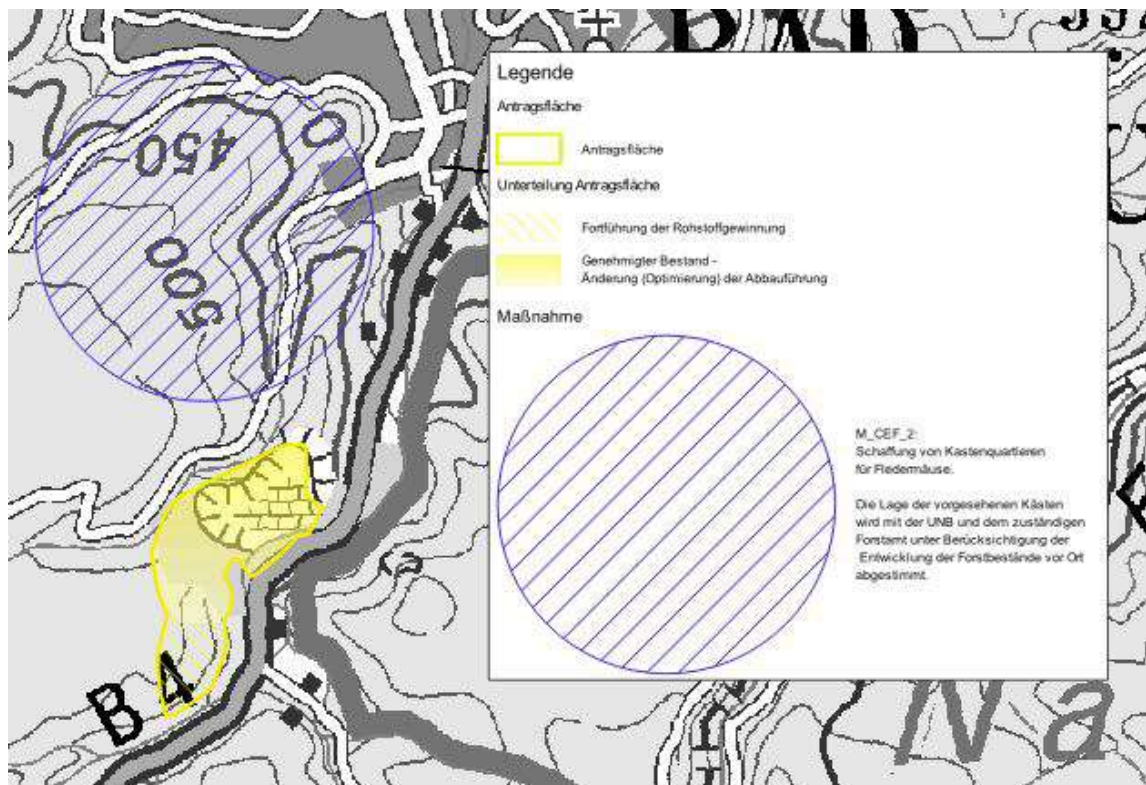 450
500
0
B 4
N a
Legende
Antragsfläche
Antragsfläche
Unterteilung Antragsfläche
Fortführung der Rohstoffgewinnung
Genehmigter Bestand –
Änderung (Optimierung) der Abbauführung
Maßnahme
M_CEF_2:
Schaffung von Kastenquartieren
für Fledermäuse.
Die Lage der vorgesehenen Kästen
wird mit der UNB und dem zuständigen
Forstamt unter Berücksichtigung der
Entwicklung der Forstbestände vor Ort
abgestimmt.